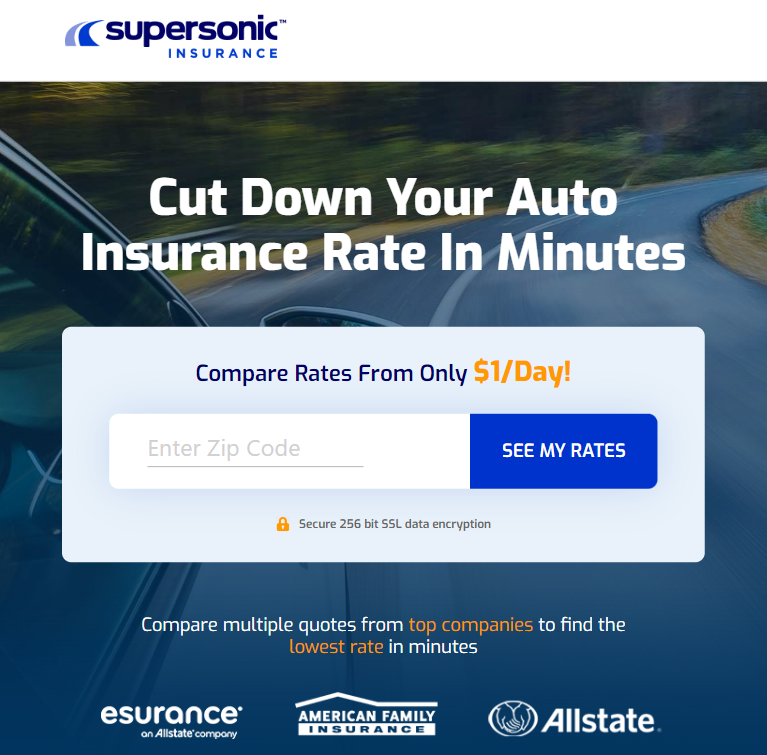 supersonic™
INSURANCE
Cut Down Your Auto
Insurance Rate In Minutes
Compare Rates From Only $1/Day!
Enter Zip Code
SEE MY RATES
Secure 256 bit SSL data encryption
Compare multiple quotes from top companies to find the
lowest rate in minutes
esurance®
an Allstate® company
AMERICAN FAMILY
INSURANCE
Allstate®